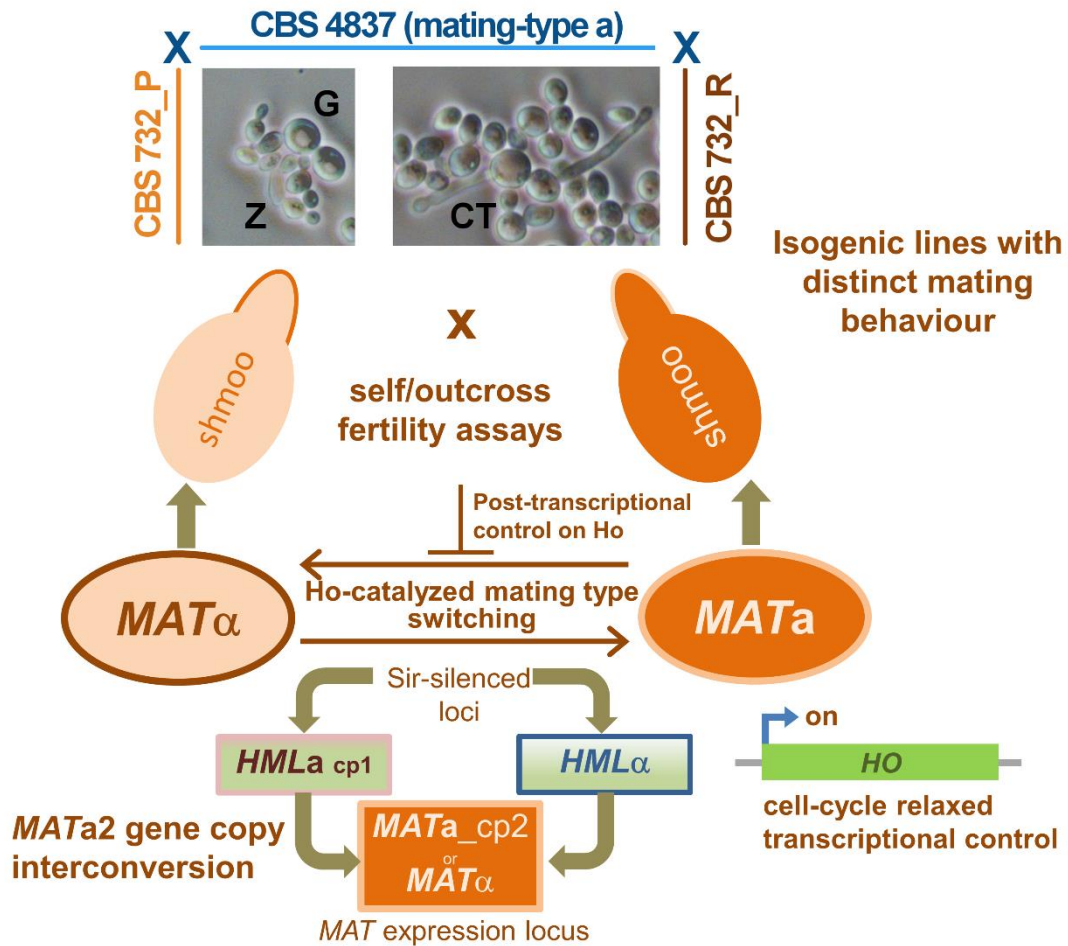 CBS 4837 (mating-type a)
X
X
CBS 732_P
CBS 732_R
G
Z
CT
Isogenic lines with
distinct mating
behaviour
shmoo
shmoo
X
self/outcross
fertility assays
Post-transcriptional
control on Ho
MATα
Ho-catalyzed mating type
switching
MATa
Sir-silenced
loci
HMLa cp1
HMLα
on
HO
cell-cycle relaxed
transcriptional control
MATa2 gene copy
interconversion
MATa_cp2
or
MATα
MAT expression locus